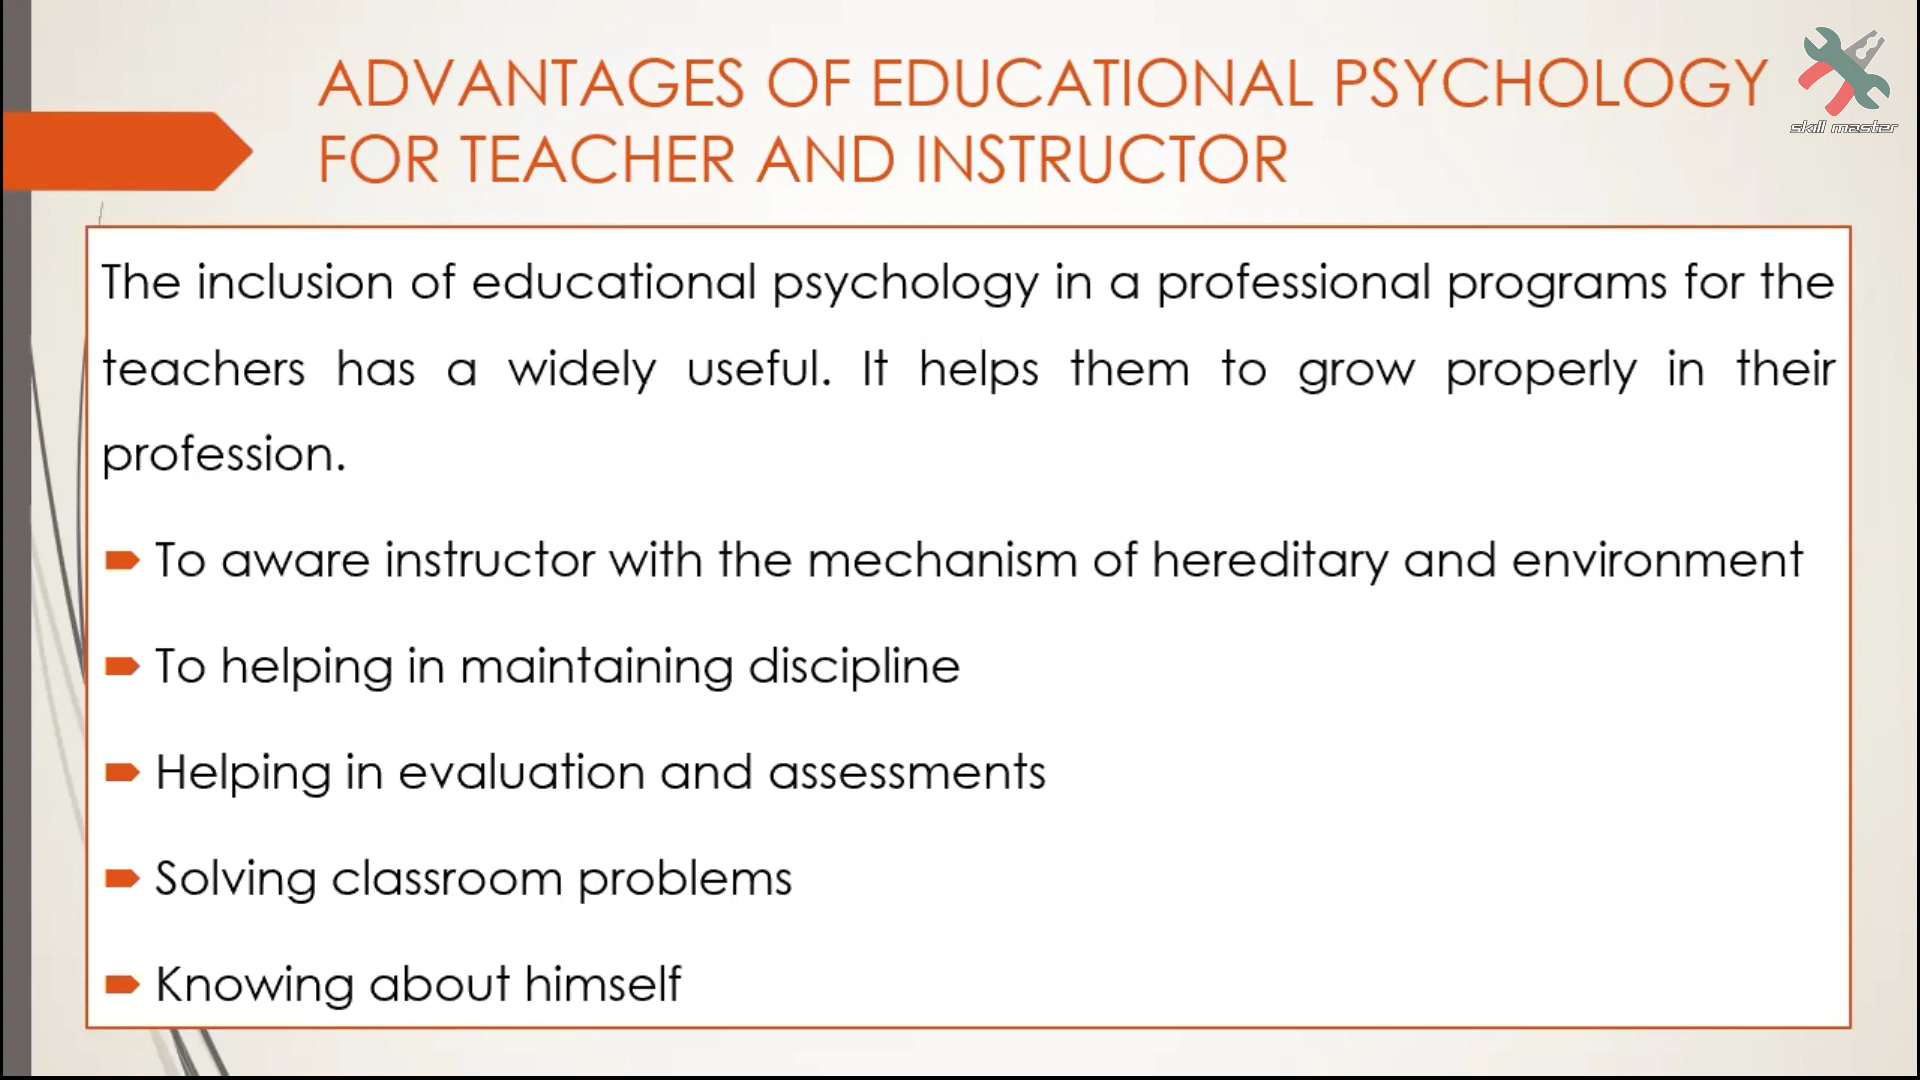 ADVANTAGES OF EDUCATIONAL PSYCHOLOGY
FOR TEACHER AND INSTRUCTOR
skill master
The inclusion of educational psychology in a professional programs for the
teachers has a widely useful. It helps them to grow properly in their
profession.
To aware instructor with the mechanism of hereditary and environment
To helping in maintaining discipline
Helping in evaluation and assessments
Solving classroom problems
Knowing about himself